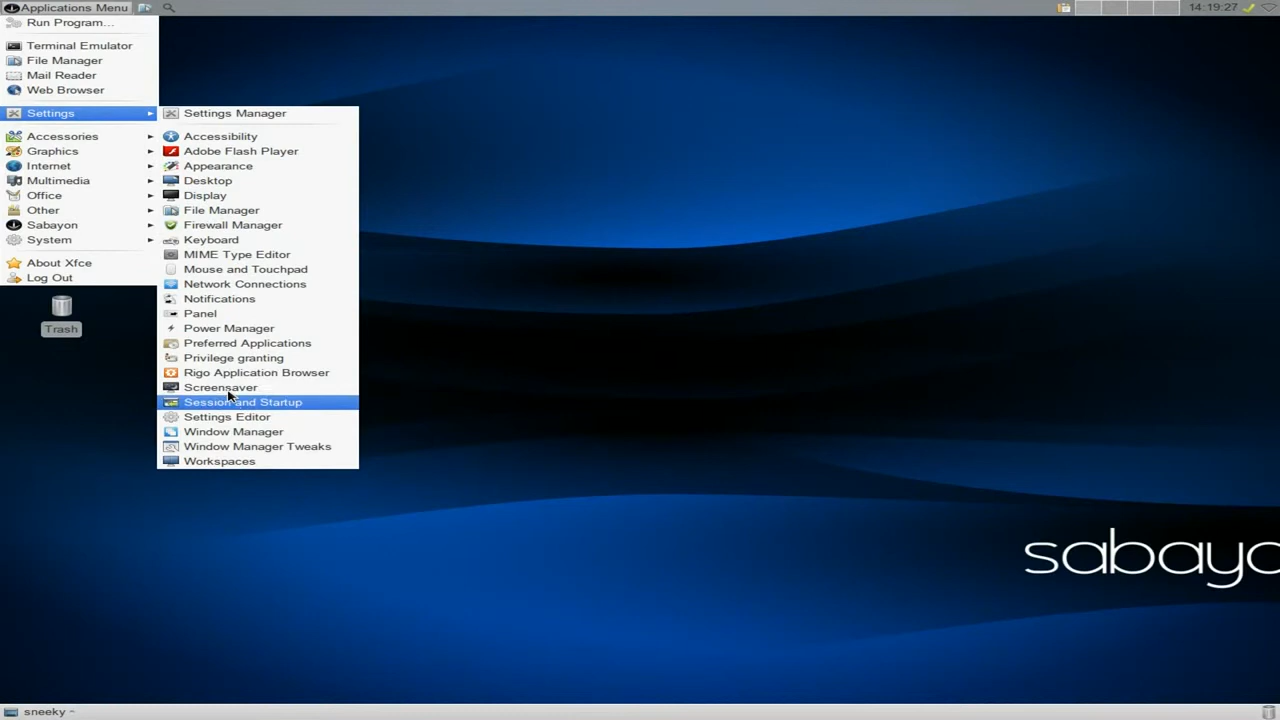 Applications Menu
14:19:27
Run Program...
Terminal Emulator
File Manager
Mail Reader
Web Browser
Settings
Accessories
Graphics
Internet
Multimedia
Office
Other
Sabayon
System
About Xfce
Log Out
Settings Manager
Accessibility
Adobe Flash Player
Appearance
Desktop
Display
File Manager
Firewall Manager
Keyboard
MIME Type Editor
Mouse and Touchpad
Network Connections
Notifications
Panel
Power Manager
Preferred Applications
Privilege granting
Rigo Application Browser
Screensaver
Session and Startup
Settings Editor
Window Manager
Window Manager Tweaks
Workspaces
Trash
sabayo
sneeky ~